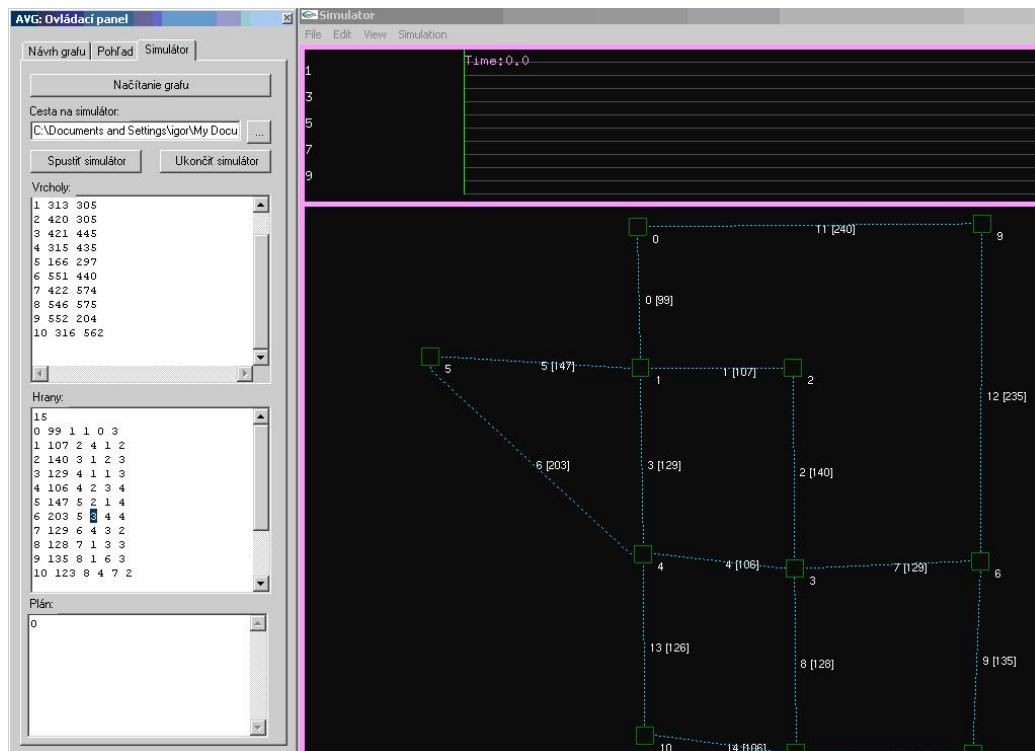 AVG: Ovládací panel
Návrh grafu
Pohľad
Simulátor
Načítanie grafu
Cesta na simulátor:
C:\Documents and Settings\igor\My Docu
...
Spustiť simulátor
Ukončiť simulátor
Vrcholy:
1 313 305
2 420 305
3 421 445
4 315 435
5 166 297
6 551 440
7 422 574
8 546 575
9 552 204
10 316 562
Hrany:
15
0 99 1 1 0 3
1 107 2 4 1 2
2 140 3 1 2 3
3 129 4 1 1 3
4 106 4 2 3 4
5 147 5 2 1 4
6 203 5 3 4 4
7 129 6 4 3 2
8 128 7 1 3 3
9 135 8 1 6 3
10 123 8 4 7 2
Plán:
0
Simulator
File Edit View Simulation
Time:0.0
1
3
5
7
9
0
11 [240]
9
0 [99]
5
5 [147]
1
1 [107]
2
12 [235]
6 [203]
3 [129]
2 [140]
4
4 [106]
3
7 [129]
6
13 [126]
8 [128]
9 [135]
10
14 [106]